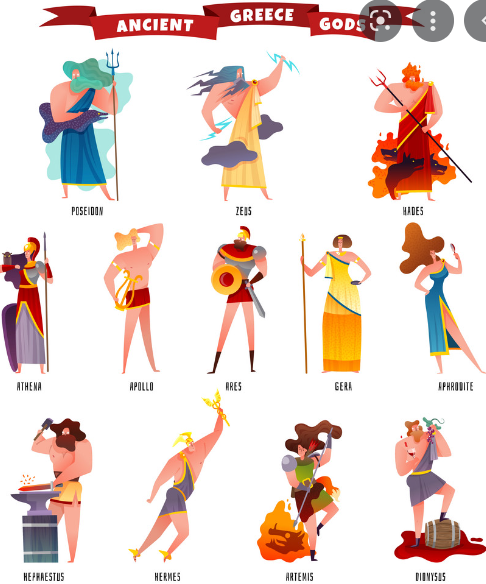 ANCIENT GREECE GODS
POSEIDON ZEUS HADES
ATHENA APOLLO ARES GERA APHRODITE
HEPHAESTUS HERMES ARTEMIS DIONYSUS